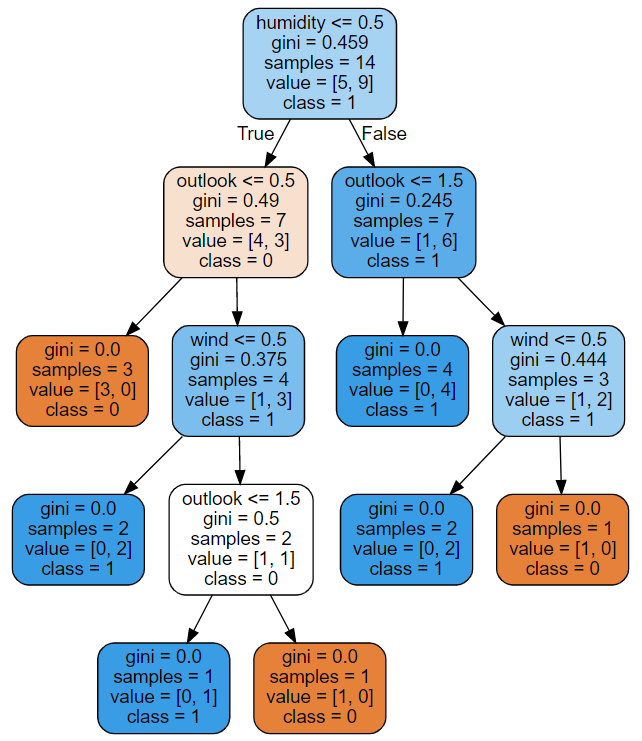 humidity <= 0.5
gini = 0.459
samples = 14
value = [5, 9]
class = 1
True
False
outlook <= 0.5
gini = 0.49
samples = 7
value = [4, 3]
class = 0
outlook <= 1.5
gini = 0.245
samples = 7
value = [1, 6]
class = 1
gini = 0.0
samples = 3
value = [3, 0]
class = 0
wind <= 0.5
gini = 0.375
samples = 4
value = [1, 3]
class = 1
gini = 0.0
samples = 4
value = [0, 4]
class = 1
wind <= 0.5
gini = 0.444
samples = 3
value = [1, 2]
class = 1
gini = 0.0
samples = 2
value = [0, 2]
class = 1
outlook <= 1.5
gini = 0.5
samples = 2
value = [1, 1]
class = 0
gini = 0.0
samples = 2
value = [0, 2]
class = 1
gini = 0.0
samples = 1
value = [1, 0]
class = 0
gini = 0.0
samples = 1
value = [0, 1]
class = 1
gini = 0.0
samples = 1
value = [1, 0]
class = 0